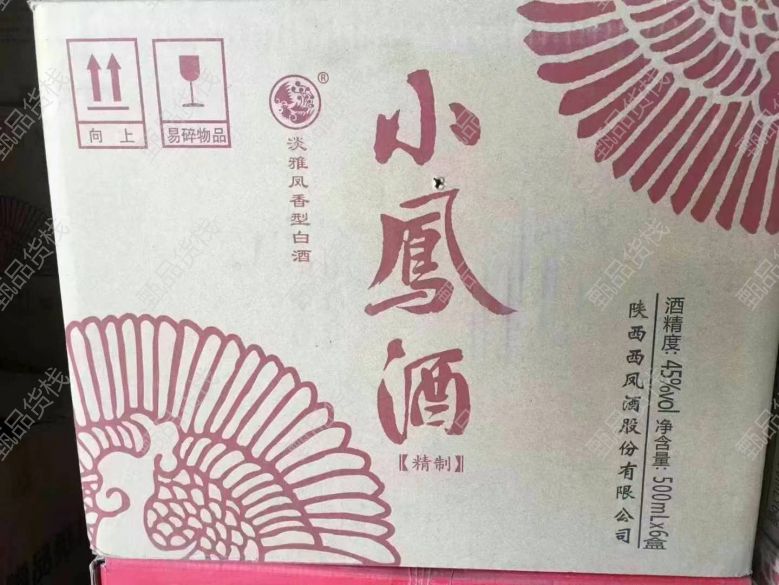 向上
易碎物品
®
淡雅凤香型白酒
小鳳酒
【精制】
酒精度:45%vol 净含量:500mL×6盒
陕西西凤酒股份有限公司
甄品货栈